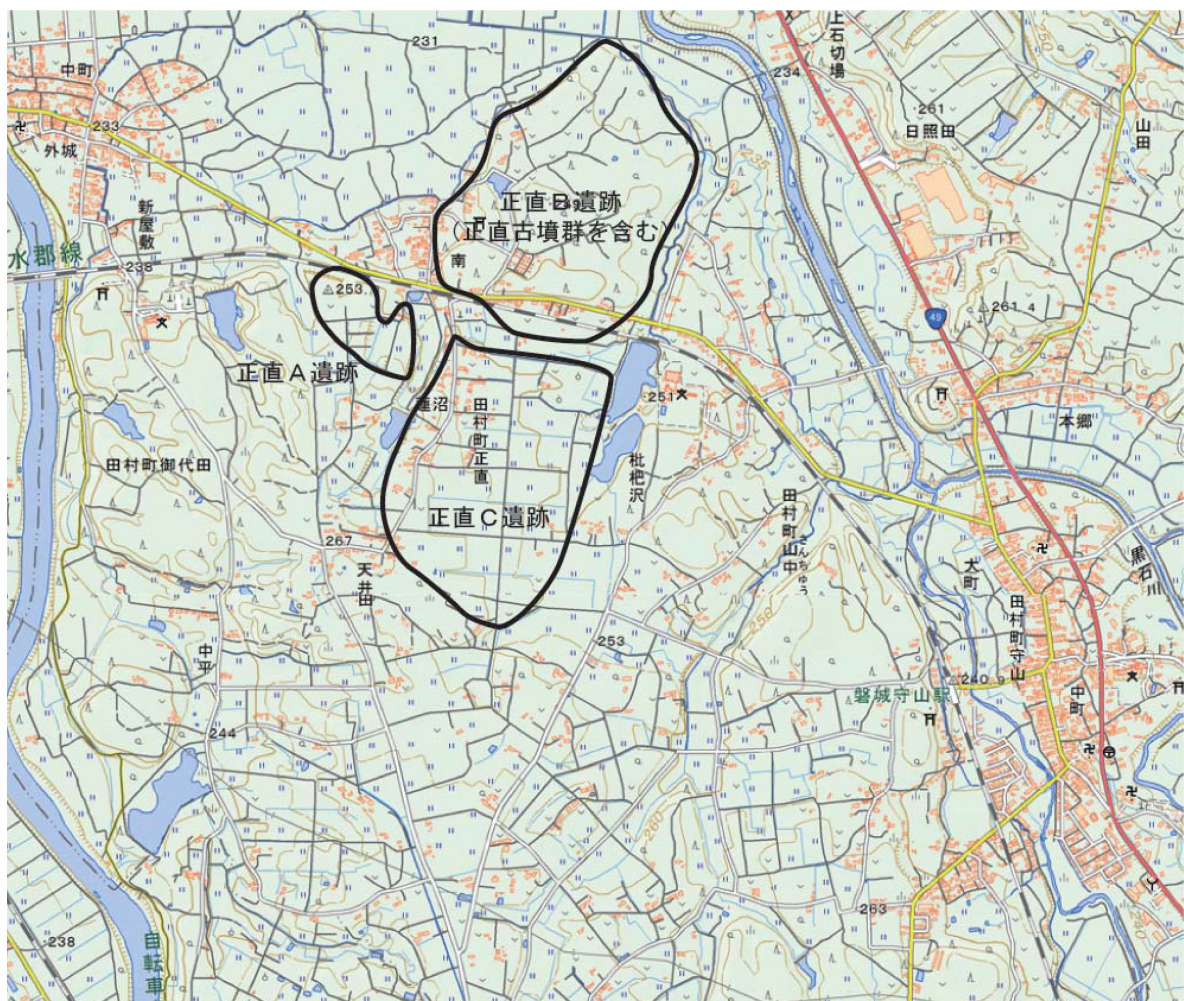 231
中町
233
外城
新屋敷
水郡線
238
上石切場
234
261
日照田
山田
正直B遺跡
(正直古墳群を含む)
南
253
49
261.4
正直A遺跡
蓮沼
田村町正直
251
本郷
枇杷沢
田村町御代田
正直C遺跡
田村町山中
さんちゅう
267
天井田
大町
黒石川
田村町守山
250
253
中平
240.9
磐城守山駅
中町
244
260
263
238
自転車
240